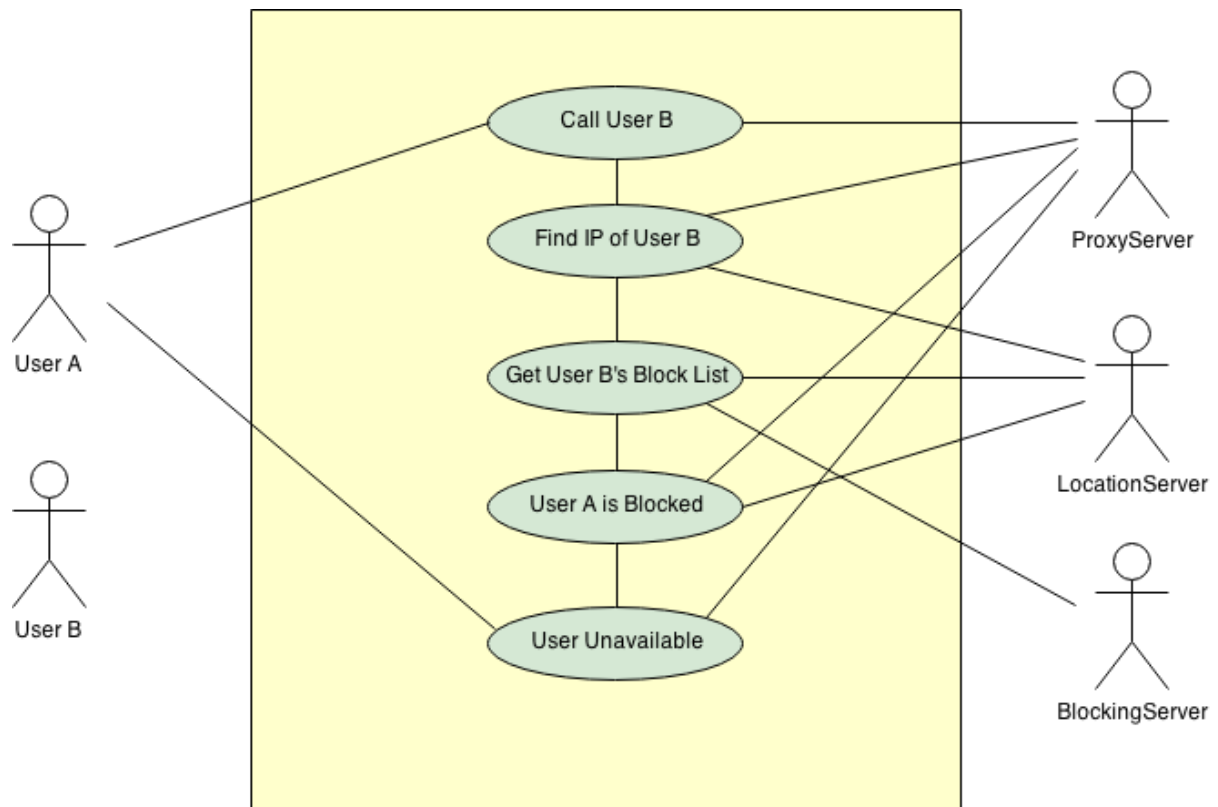 Call User B
Find IP of User B
Get User B's Block List
User A is Blocked
User Unavailable
User A
User B
ProxyServer
LocationServer
BlockingServer